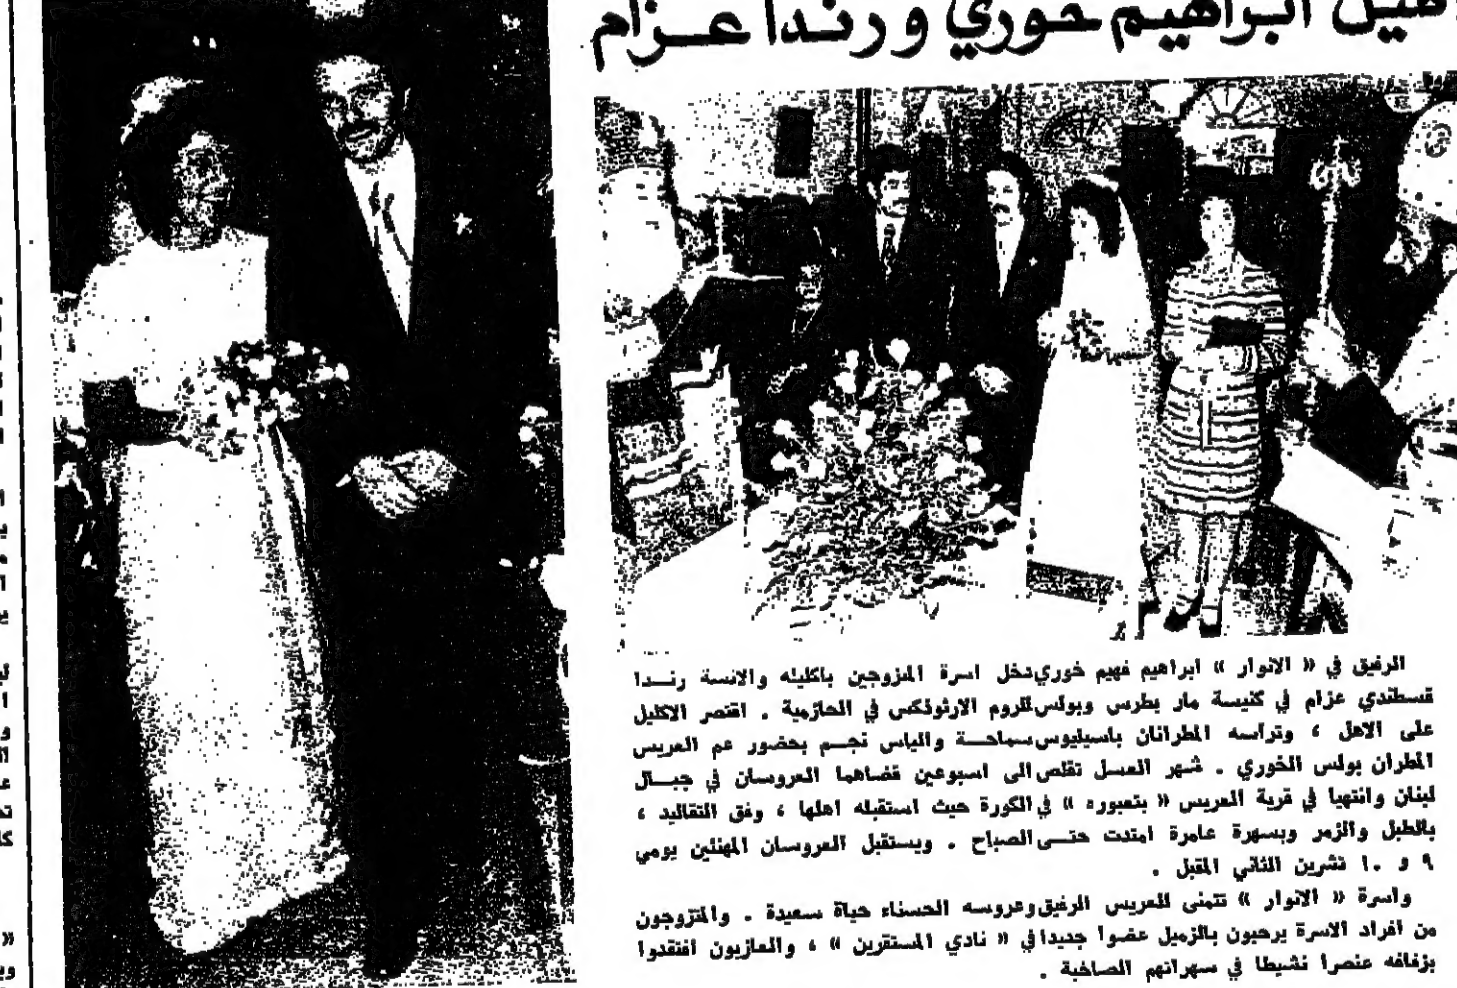 ابراهيم خوري ورندا عزام
الرفيق في « الانوار » ابراهيم فهيم خوري دخل اسرة المتزوجين باكليله والانسة رندا
قسطندي عزام في كنيسة مار بطرس وبولس للروم الارثوذكس في الحازمية . اقتصر الاكليل
على الاهل ، وترأسه المطرانان باسيليوس سماحة والياس نجم بحضور عم العريس
المطران بولس الخوري . شهر العسل تقلص الى اسبوعين قضاهما العروسان في جبال
لبنان وانتهيا في قرية العريس « بتعبوره » في الكورة حيث استقبله اهلها ، وفق التقاليد ،
بالطبل والزمر وبسهرة عامرة امتدت حتى الصباح . ويستقبل العروسان المهنئين يومي
٩ و ١٠ تشرين الثاني المقبل .
واسرة « الانوار » تتمنى للعريس الرفيق وعروسه الحسناء حياة سعيدة . والمتزوجون
من افراد الاسرة يرحبون بالزميل عضوا جديدا في « نادي المستقرين » ، والعازبون افتقدوا
بزفافه عنصرا نشيطا في سهراتهم الصاخبة .